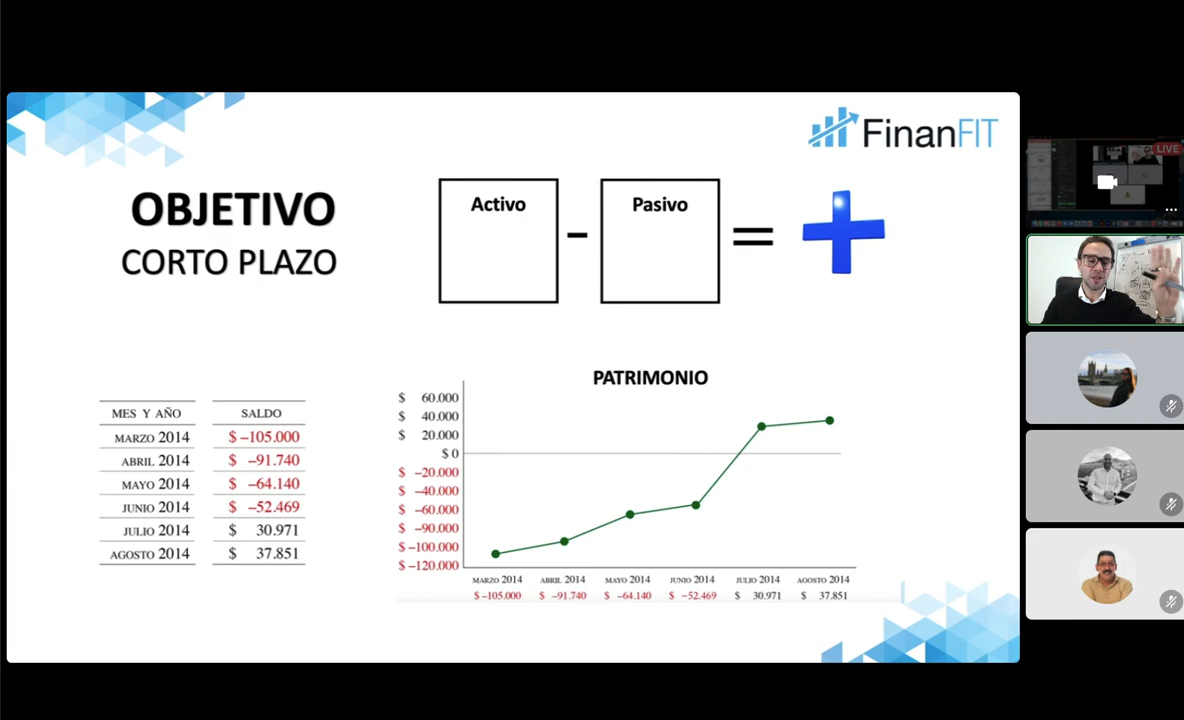 FinanFIT
OBJETIVO
CORTO PLAZO
Activo
-
Pasivo
=
LIVE
MES Y AÑO SALDO
MARZO 2014 $ –105.000
ABRIL 2014 $ –91.740
MAYO 2014 $ –64.140
JUNIO 2014 $ –52.469
JULIO 2014 $ 30.971
AGOSTO 2014 $ 37.851
PATRIMONIO
$ 60.000
$ 40.000
$ 20.000
$ 0
$ –20.000
$ –40.000
$ –60.000
$ –90.000
$ –100.000
$ –120.000
MARZO 2014 ABRIL 2014 MAYO 2014 JUNIO 2014 JULIO 2014 AGOSTO 2014
$ –105.000 $ –91.740 $ –64.140 $ –52.469 $ 30.971 $ 37.851